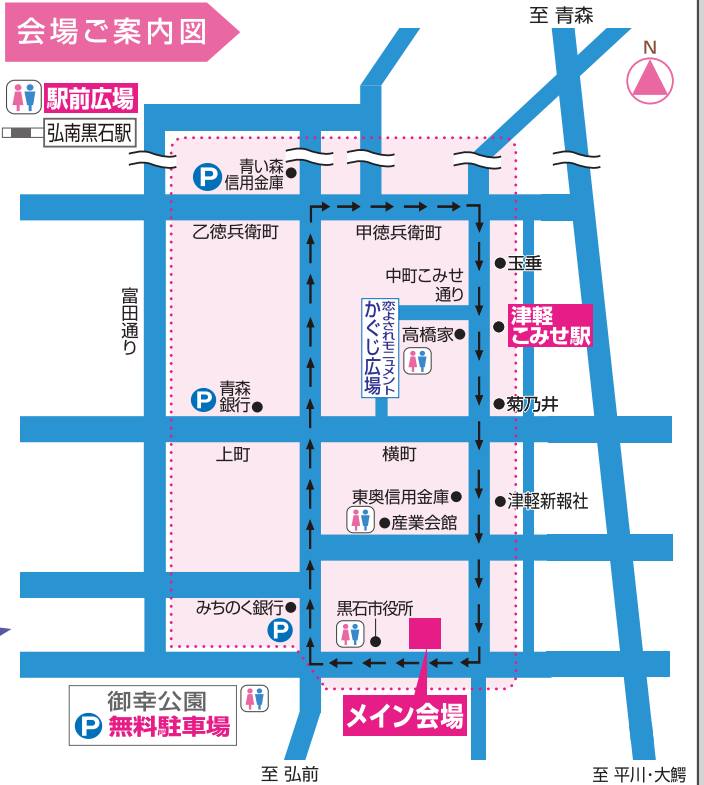 会場ご案内図
至 青森
N
駅前広場
弘南黒石駅
P
青い森
信用金庫
乙徳兵衛町
甲徳兵衛町
玉垂
中町こみせ
通り
富田通り
恋よされモニュメント
かぐじ広場
高橋家
津軽
こみせ駅
P
青森
銀行
菊乃井
上町
横町
東奥信用金庫
津軽新報社
産業会館
みちのく銀行
P
黒石市役所
御幸公園
P 無料駐車場
メイン会場
至 弘前
至 平川・大鰐